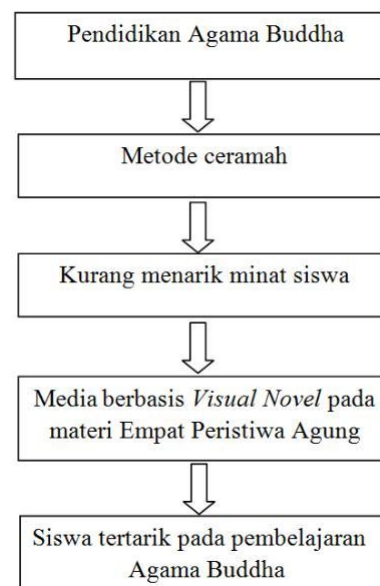 Pendidikan Agama Buddha
Metode ceramah
Kurang menarik minat siswa
Media berbasis Visual Novel pada
materi Empat Peristiwa Agung
Siswa tertarik pada pembelajaran
Agama Buddha